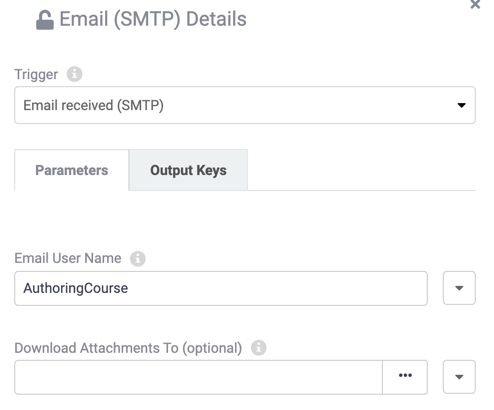 Email (SMTP) Details
Trigger
Email received (SMTP)
Parameters
Output Keys
Email User Name
AuthoringCourse
Download Attachments To (optional)